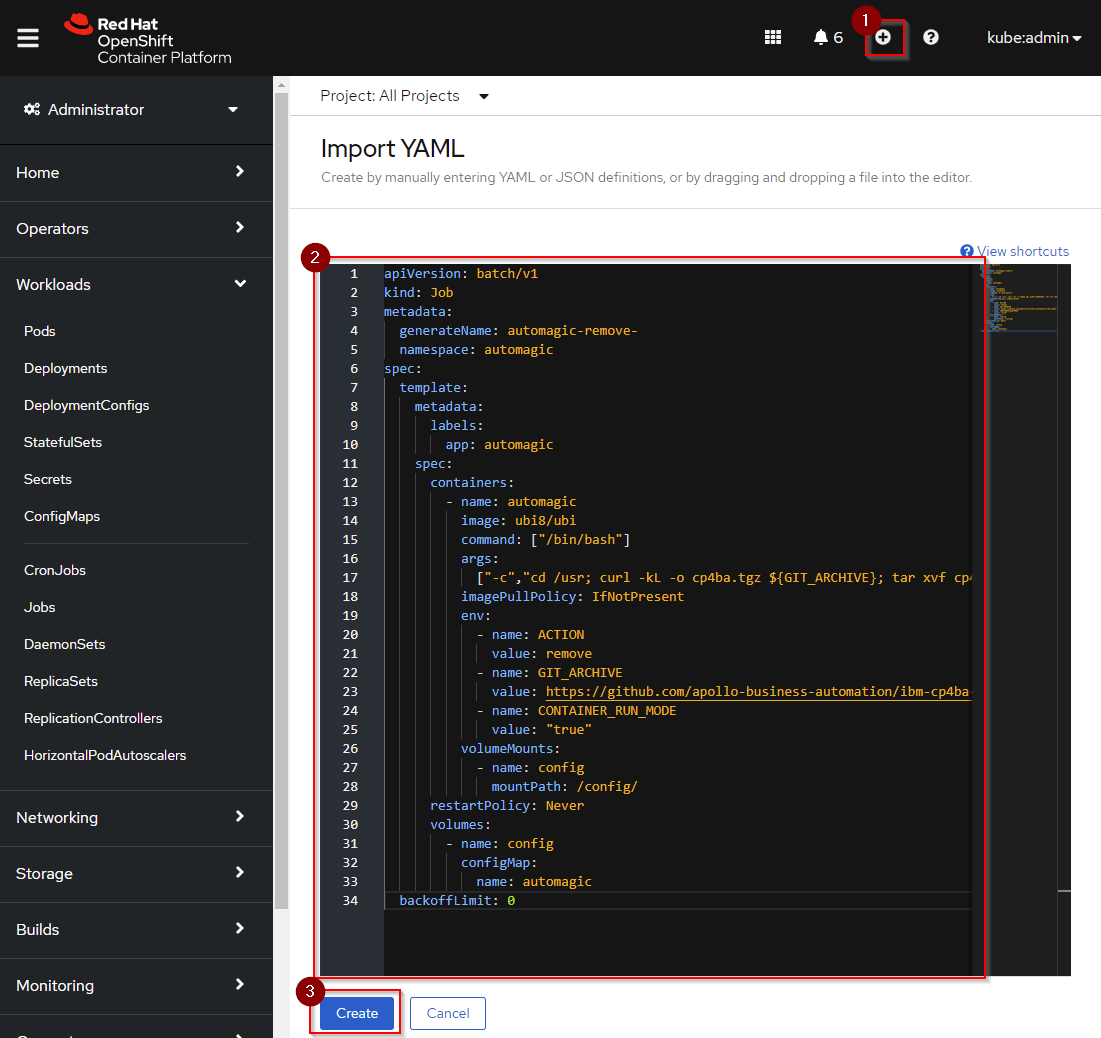 Red Hat
OpenShift
Container Platform
6
1
kube:admin
Administrator
Home
Operators
Workloads
Pods
Deployments
DeploymentConfigs
StatefulSets
Secrets
ConfigMaps
CronJobs
Jobs
DaemonSets
ReplicaSets
ReplicationControllers
HorizontalPodAutoscalers
Networking
Storage
Builds
Monitoring
Project: All Projects
Import YAML
Create by manually entering YAML or JSON definitions, or by dragging and dropping a file into the editor.
View shortcuts
2
1 apiVersion: batch/v1
2 kind: Job
3 metadata:
4 generateName: automagic-remove-
5 namespace: automagic
6 spec:
7 template:
8 metadata:
9 labels:
10 app: automagic
11 spec:
12 containers:
13 - name: automagic
14 image: ubi8/ubi
15 command: ["/bin/bash"]
16 args:
17 ["-c","cd /usr; curl -kL -o cp4ba.tgz ${GIT_ARCHIVE}; tar xvf cp4
18 imagePullPolicy: IfNotPresent
19 env:
20 - name: ACTION
21 value: remove
22 - name: GIT_ARCHIVE
23 value: https://github.com/apollo-business-automation/ibm-cp4ba-
24 - name: CONTAINER_RUN_MODE
25 value: "true"
26 volumeMounts:
27 - name: config
28 mountPath: /config/
29 restartPolicy: Never
30 volumes:
31 - name: config
32 configMap:
33 name: automagic
34 backoffLimit: 0
3
Create
Cancel